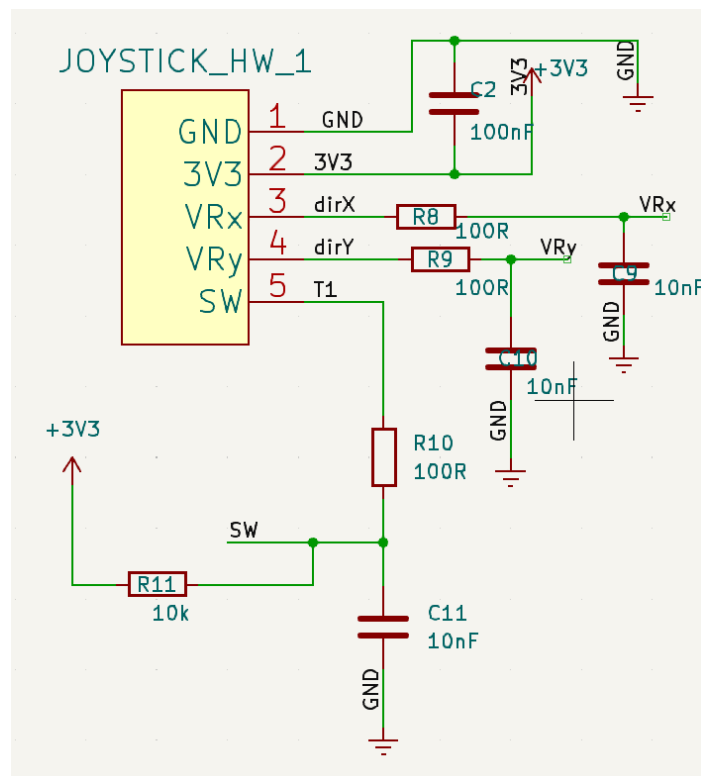 JOYSTICK_HW_1
GND 1 GND
3V3 2 3V3
VRx 3 dirX
VRy 4 dirY
SW 5 T1
C2
100nF
3V3
+3V3
GND
R8
100R
VRx
R9
100R
VRy
C9
10nF
GND
C10
10nF
GND
+3V3
R10
100R
SW
R11
10k
C11
10nF
GND